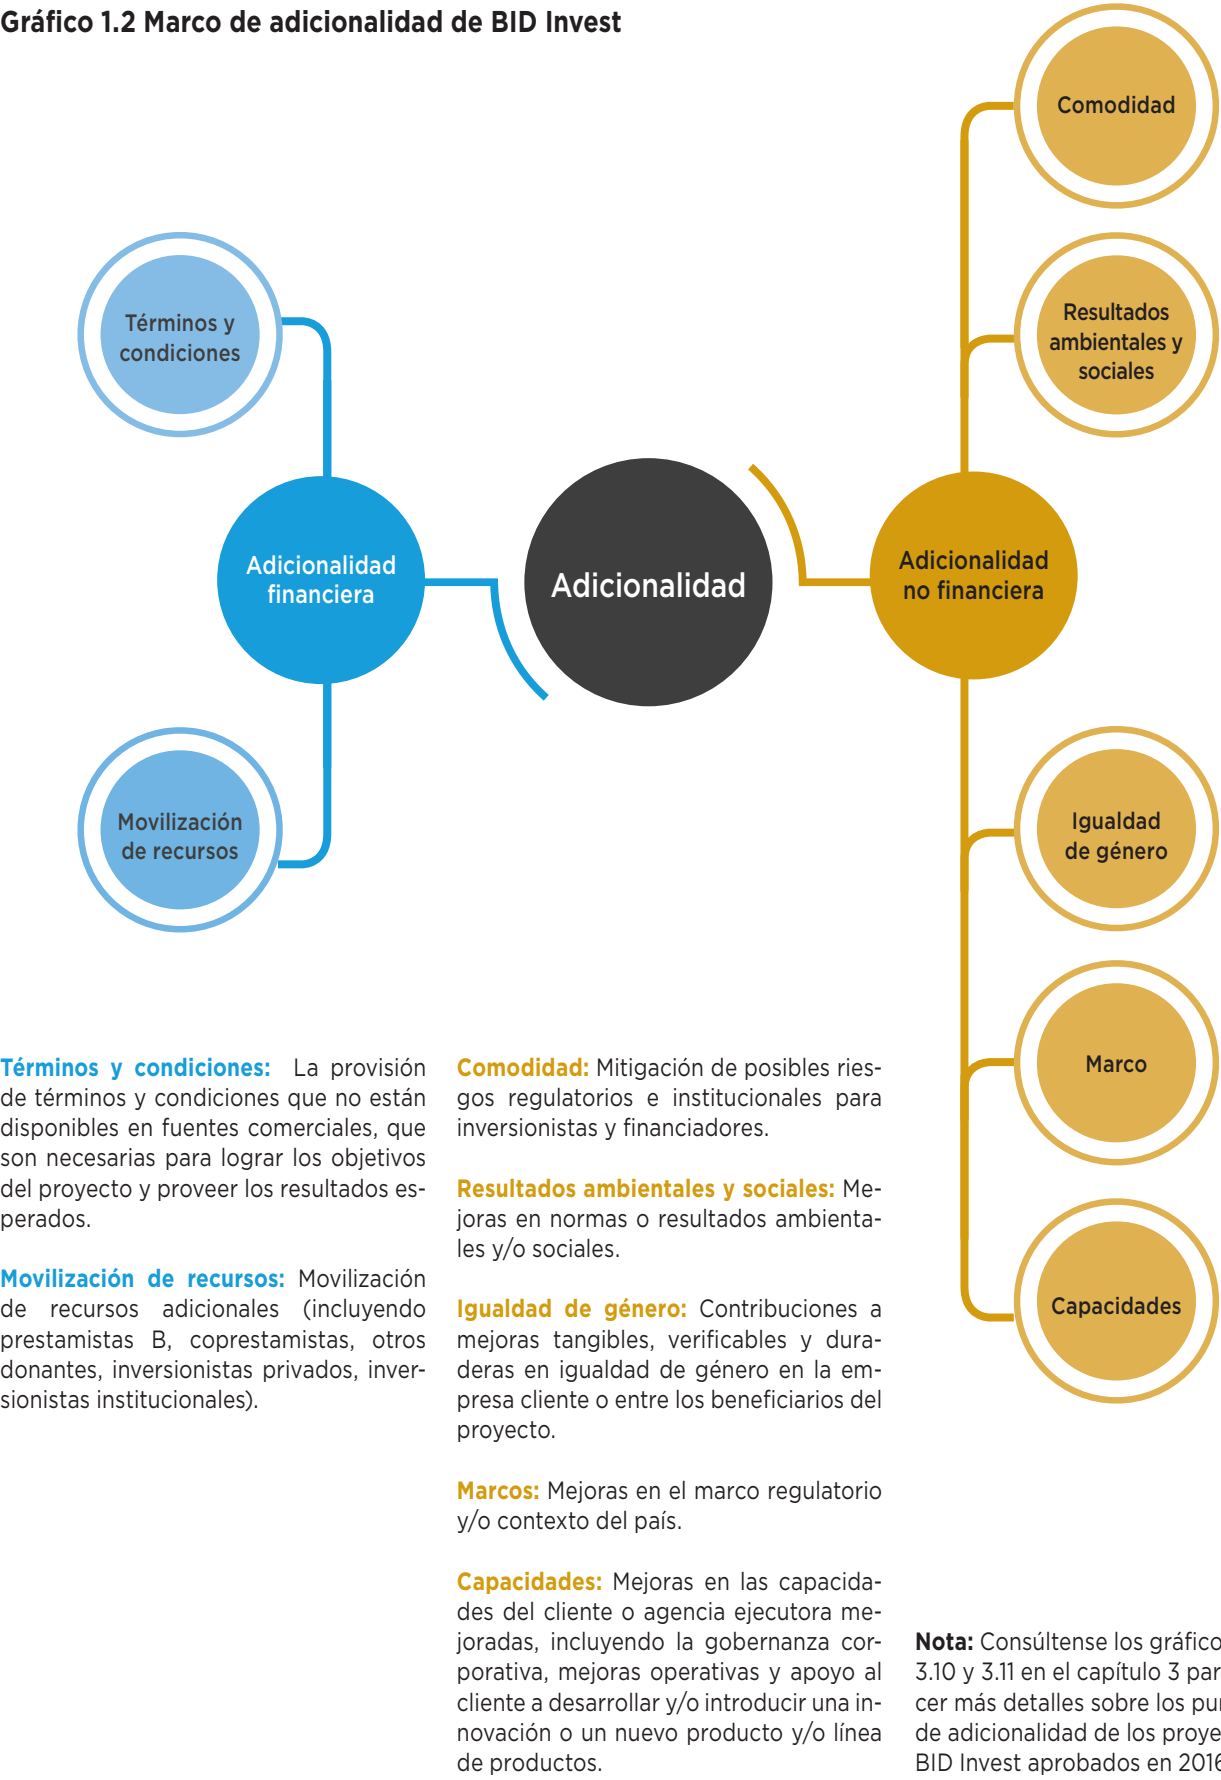 Gráfico 1.2 Marco de adicionalidad de BID Invest
Comodidad
Resultados
ambientales y
sociales
Términos y
condiciones
Adicionalidad
financiera
Adicionalidad
Adicionalidad
no financiera
Movilización
de recursos
Igualdad
de género
Marco
Capacidades
Términos y condiciones: La provisión
de términos y condiciones que no están
disponibles en fuentes comerciales, que
son necesarias para lograr los objetivos
del proyecto y proveer los resultados es-
perados.
Movilización de recursos: Movilización
de recursos adicionales (incluyendo
prestamistas B, coprestamistas, otros
donantes, inversionistas privados, inver-
sionistas institucionales).
Comodidad: Mitigación de posibles ries-
gos regulatorios e institucionales para
inversionistas y financiadores.
Resultados ambientales y sociales: Me-
joras en normas o resultados ambienta-
les y/o sociales.
Igualdad de género: Contribuciones a
mejoras tangibles, verificables y dura-
deras en igualdad de género en la em-
presa cliente o entre los beneficiarios del
proyecto.
Marcos: Mejoras en el marco regulatorio
y/o contexto del país.
Capacidades: Mejoras en las capacida-
des del cliente o agencia ejecutora me-
joradas, incluyendo la gobernanza cor-
porativa, mejoras operativas y apoyo al
cliente a desarrollar y/o introducir una in-
novación o un nuevo producto y/o línea
de productos.
Nota: Consúltense los gráfico
3.10 y 3.11 en el capítulo 3 par
cer más detalles sobre los pu
de adicionalidad de los proye
BID Invest aprobados en 2016